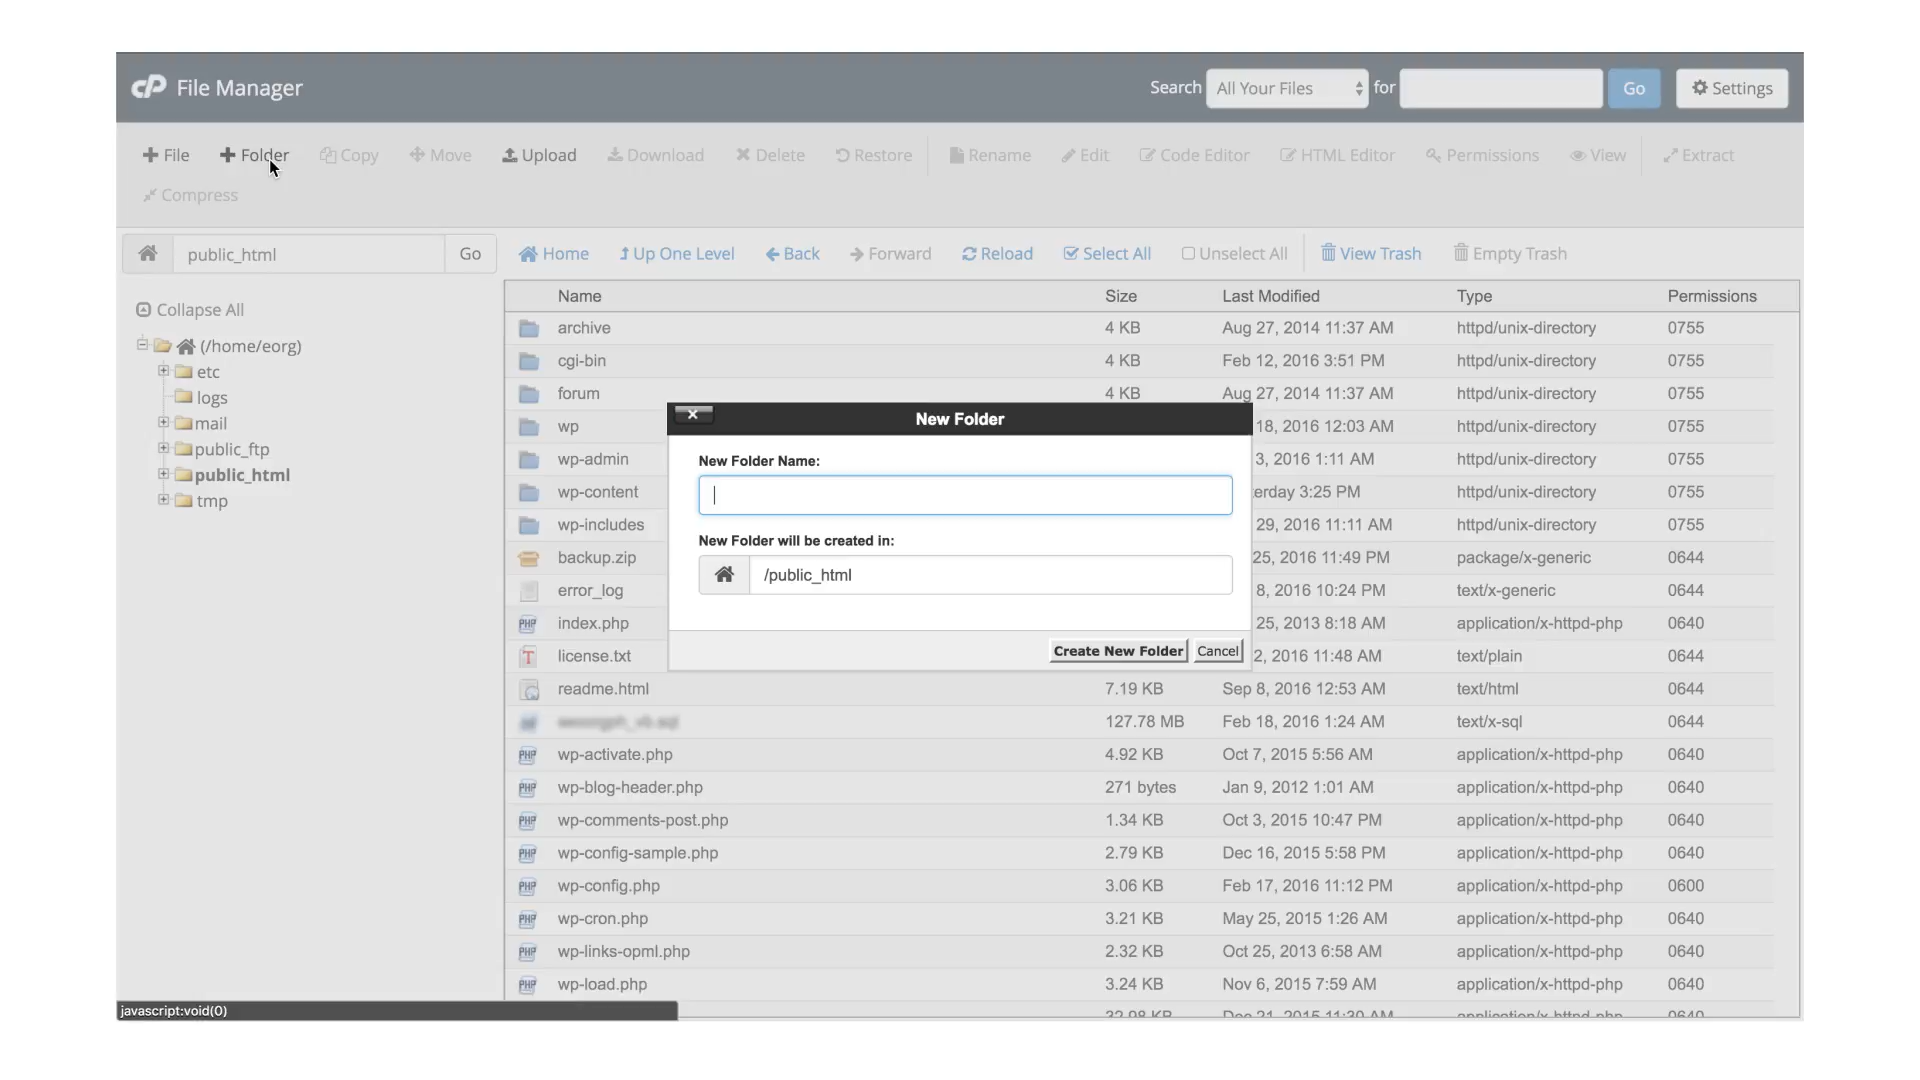 cP File Manager
Search All Your Files for Go Settings
File Folder Copy Move Upload Download Delete Restore Rename Edit Code Editor HTML Editor Permissions View Extract
Compress
public_html Go Home Up One Level Back Forward Reload Select All Unselect All View Trash Empty Trash
Collapse All
(/home/eorg)
etc
logs
mail
public_ftp
public_html
tmp
Name Size Last Modified Type Permissions
archive 4 KB Aug 27, 2014 11:37 AM httpd/unix-directory 0755
cgi-bin 4 KB Feb 12, 2016 3:51 PM httpd/unix-directory 0755
forum 4 KB Aug 27, 2014 11:37 AM httpd/unix-directory 0755
wp 18, 2016 12:03 AM httpd/unix-directory 0755
wp-admin 3, 2016 1:11 AM httpd/unix-directory 0755
wp-content erday 3:25 PM httpd/unix-directory 0755
wp-includes 29, 2016 11:11 AM httpd/unix-directory 0755
backup.zip 25, 2016 11:49 PM package/x-generic 0644
error_log 8, 2016 10:24 PM text/x-generic 0644
index.php 25, 2013 8:18 AM application/x-httpd-php 0640
license.txt 2, 2016 11:48 AM text/plain 0644
readme.html 7.19 KB Sep 8, 2016 12:53 AM text/html 0644
127.78 MB Feb 18, 2016 1:24 AM text/x-sql 0644
wp-activate.php 4.92 KB Oct 7, 2015 5:56 AM application/x-httpd-php 0640
wp-blog-header.php 271 bytes Jan 9, 2012 1:01 AM application/x-httpd-php 0640
wp-comments-post.php 1.34 KB Oct 3, 2015 10:47 PM application/x-httpd-php 0640
wp-config-sample.php 2.79 KB Dec 16, 2015 5:58 PM application/x-httpd-php 0640
wp-config.php 3.06 KB Feb 17, 2016 11:12 PM application/x-httpd-php 0600
wp-cron.php 3.21 KB May 25, 2015 1:26 AM application/x-httpd-php 0640
wp-links-opml.php 2.32 KB Oct 25, 2013 6:58 AM application/x-httpd-php 0640
wp-load.php 3.24 KB Nov 6, 2015 7:59 AM application/x-httpd-php 0640
32.98 KB Dec 21, 2015 11:30 AM application/x-httpd-php 0640
New Folder
New Folder Name:
New Folder will be created in:
/public_html
Create New Folder Cancel
javascript:void(0)